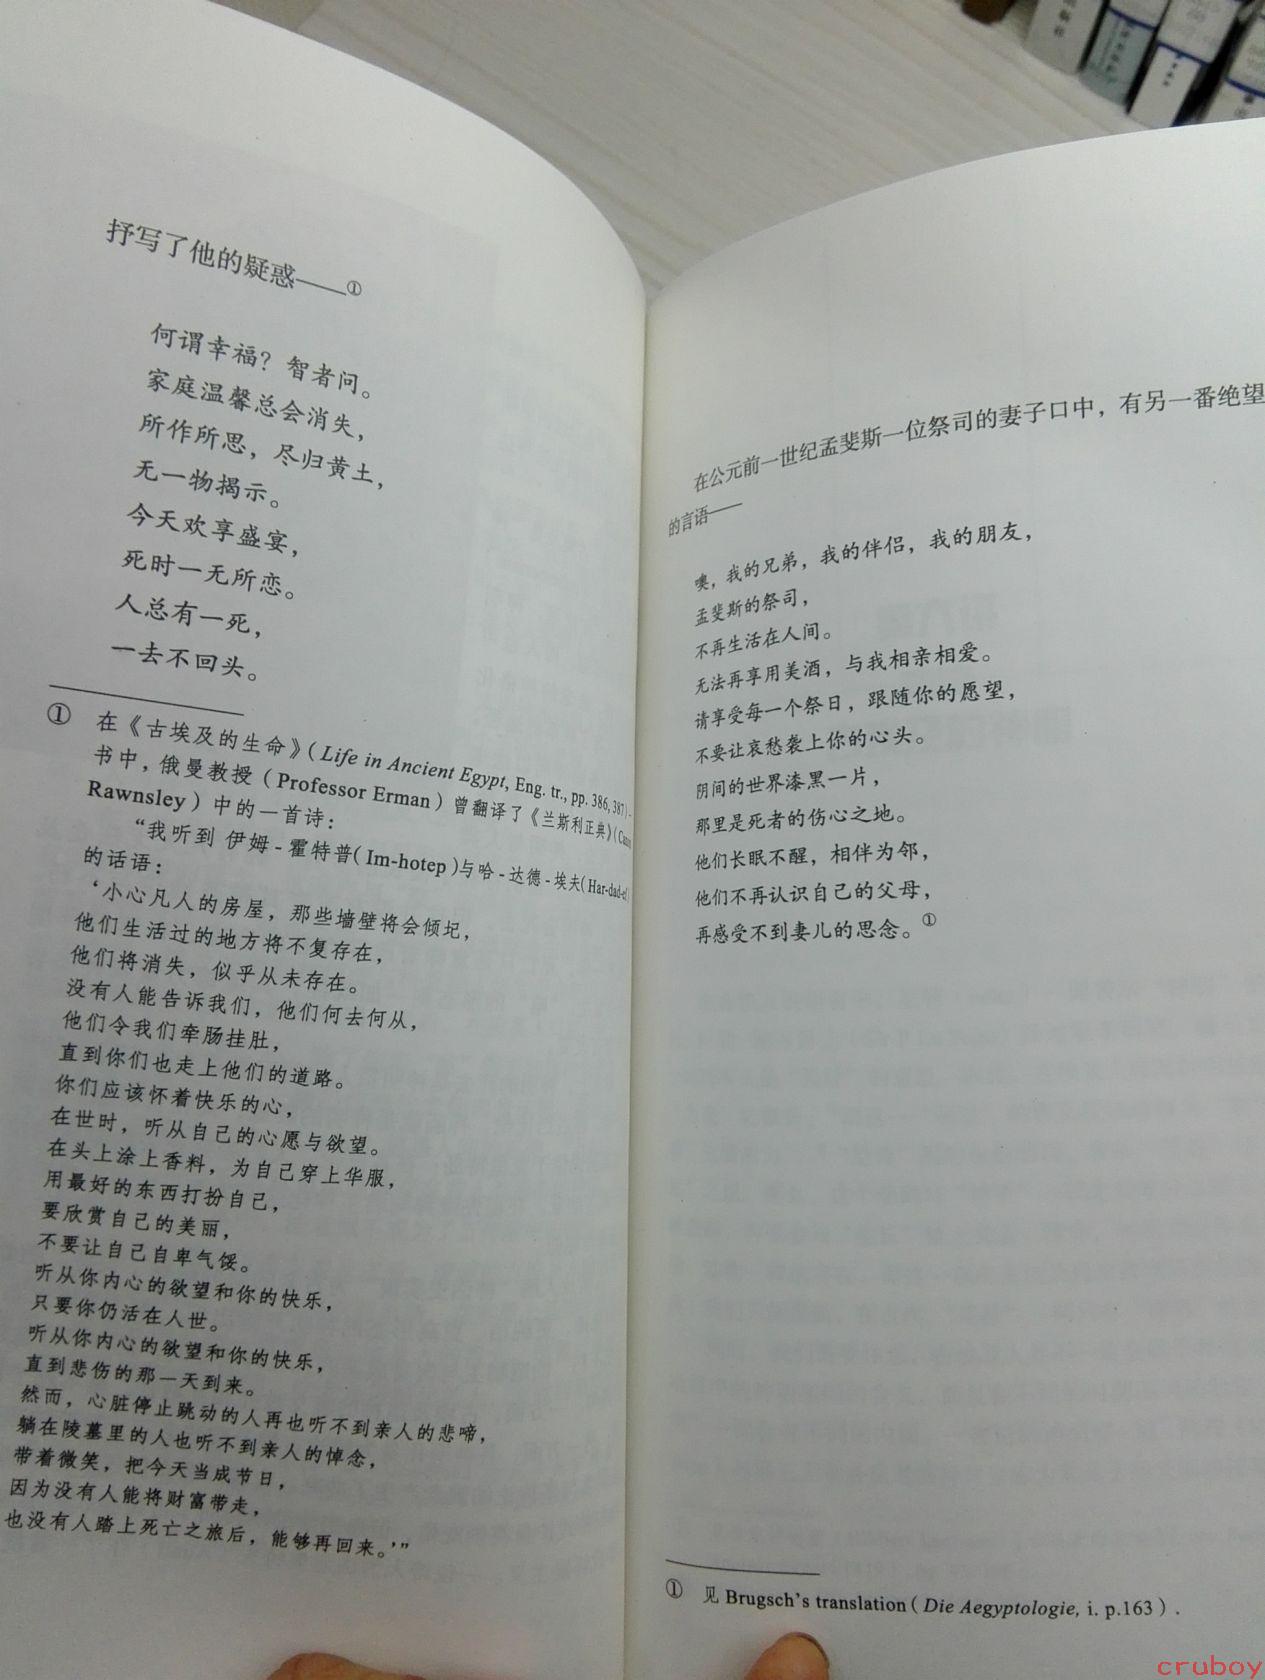 抒写了他的疑惑——①
何谓幸福？智者问。
家庭温馨总会消失，
所作所思，尽归黄土，
无一物揭示。
今天欢享盛宴，
死时一无所恋。
人总有一死，
一去不回头。
① 在《古埃及的生命》（Life in Ancient Egypt, Eng. tr., pp. 386, 387）一
书中，俄曼教授（Professor Erman）曾翻译了《兰斯利正典》（
Rawnsley）中的一首诗：
“我听到 伊姆-霍特普（Im-hotep）与哈-达德-埃夫（Har-dad-ef）
的话语：
‘小心凡人的房屋，那些墙壁将会倾圮，
他们生活过的地方将不复存在，
他们将消失，似乎从未存在。
没有人能告诉我们，他们何去何从，
他们令我们牵肠挂肚，
直到你们也走上他们的道路。
你们应该怀着快乐的心，
在世时，听从自己的心愿与欲望。
在头上涂上香料，为自己穿上华服，
用最好的东西打扮自己，
要欣赏自己的美丽，
不要让自己自卑气馁。
听从你内心的欲望和你的快乐，
只要你仍活在人世。
听从你内心的欲望和你的快乐，
直到悲伤的那一天到来。
然而，心脏停止跳动的人再也听不到亲人的悲啼，
躺在陵墓里的人也听不到亲人的悼念，
带着微笑，把今天当成节日，
因为没有人能将财富带走，
也没有人踏上死亡之旅后，能够再回来。’”
在公元前一世纪孟斐斯一位祭司的妻子口中，有另一番绝望
的言语——
噢，我的兄弟，我的伴侣，我的朋友，
孟斐斯的祭司，
不再生活在人间。
无法再享用美酒，与我相亲相爱。
请享受每一个祭日，跟随你的愿望，
不要让哀愁袭上你的心头。
阴间的世界漆黑一片，
那里是死者的伤心之地。
他们长眠不醒，相伴为邻，
他们不再认识自己的父母，
再感受不到妻儿的思念。①
① 见 Brugsch's translation（Die Aegyptologie, i. p.163）.
cruboy